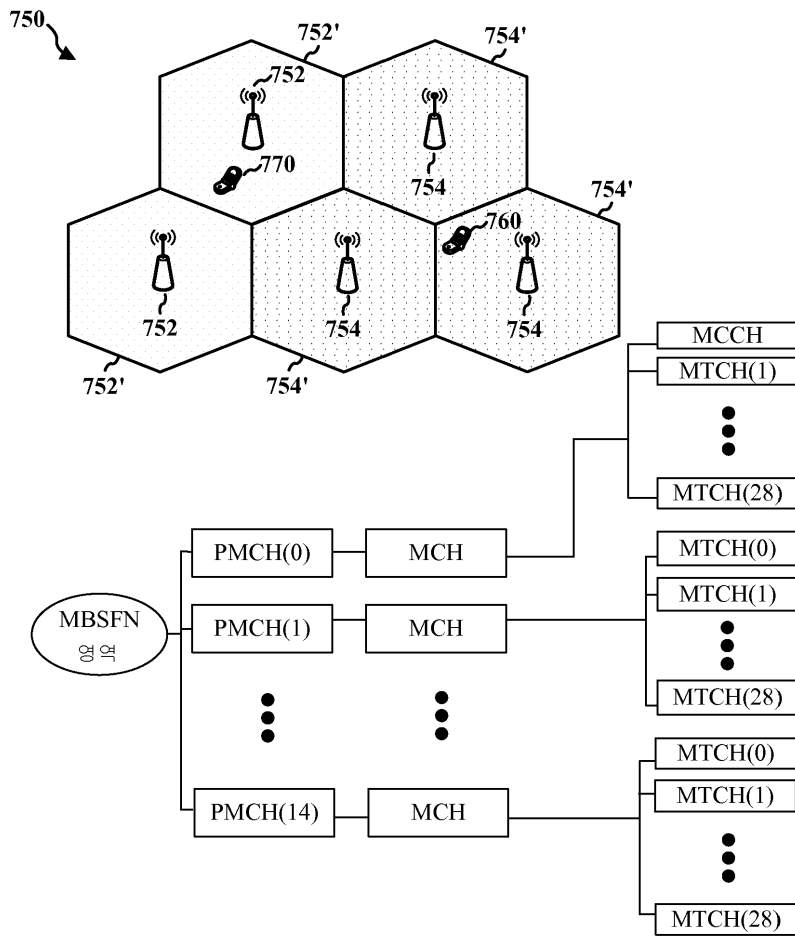 750
752'
754'
752
770
754
754'
760
752
754
754
752'
754'
MCCH
MTCH(1)
MTCH(28)
PMCH(0)
MCH
MTCH(0)
MTCH(1)
MBSFN
영역
PMCH(1)
MCH
MTCH(28)
MTCH(0)
PMCH(14)
MCH
MTCH(1)
MTCH(28)